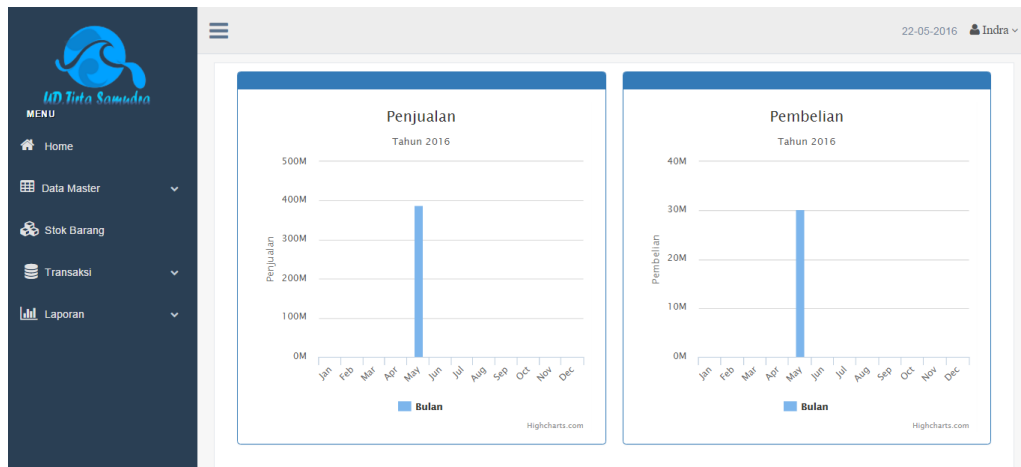 22-05-2016 Indra
UD.Tirta Samudra
MENU
Home
Data Master
Stok Barang
Transaksi
Laporan
Penjualan
Tahun 2016
500M
400M
300M
200M
100M
0M
Penjualan
Jan Feb Mar Apr May Jun Jul Aug Sep Oct Nov Dec
Bulan
Highcharts.com
Pembelian
Tahun 2016
40M
30M
20M
10M
0M
Pembelian
Jan Feb Mar Apr May Jun Jul Aug Sep Oct Nov Dec
Bulan
Highcharts.com